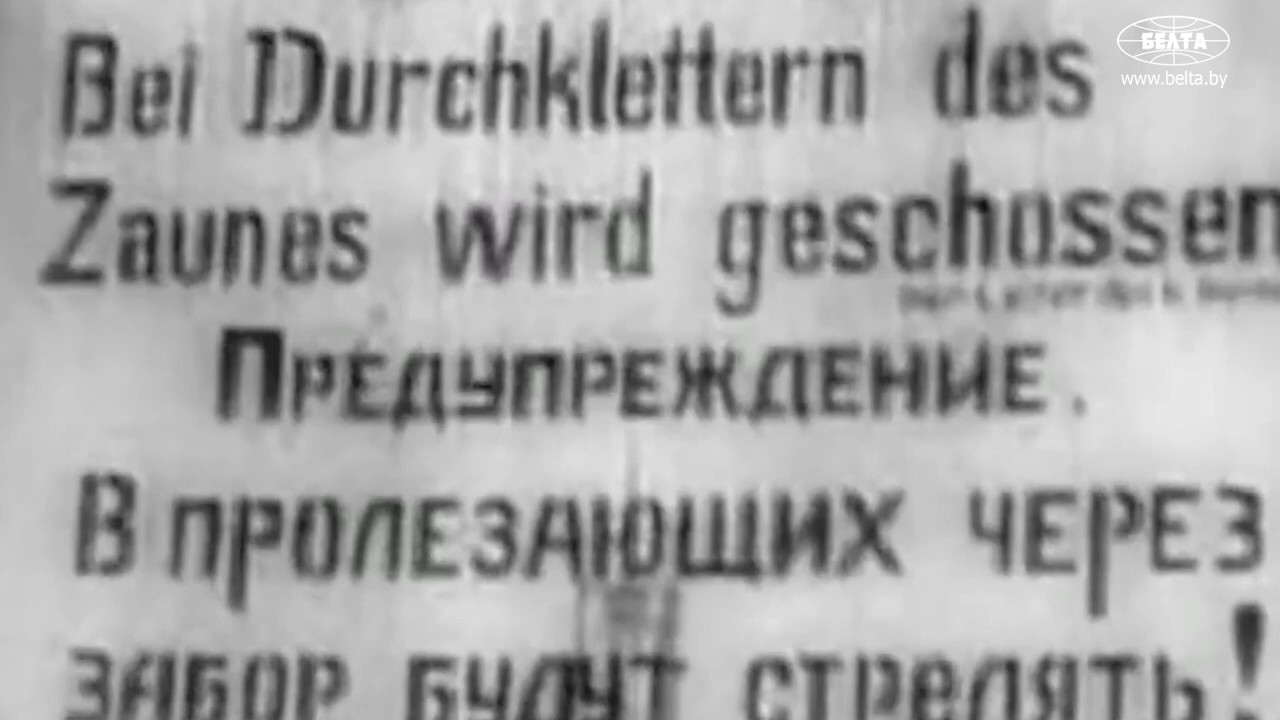 БЕЛТА
www.belta.by
Bei Durchklettern des
Zaunes wird geschossen
ПРЕДУПРЕЖДЕНИЕ.
В ПРОЛЕЗАЮЩИХ ЧЕРЕЗ
ЗАБОР БУДУТ СТРЕЛЯТЬ!